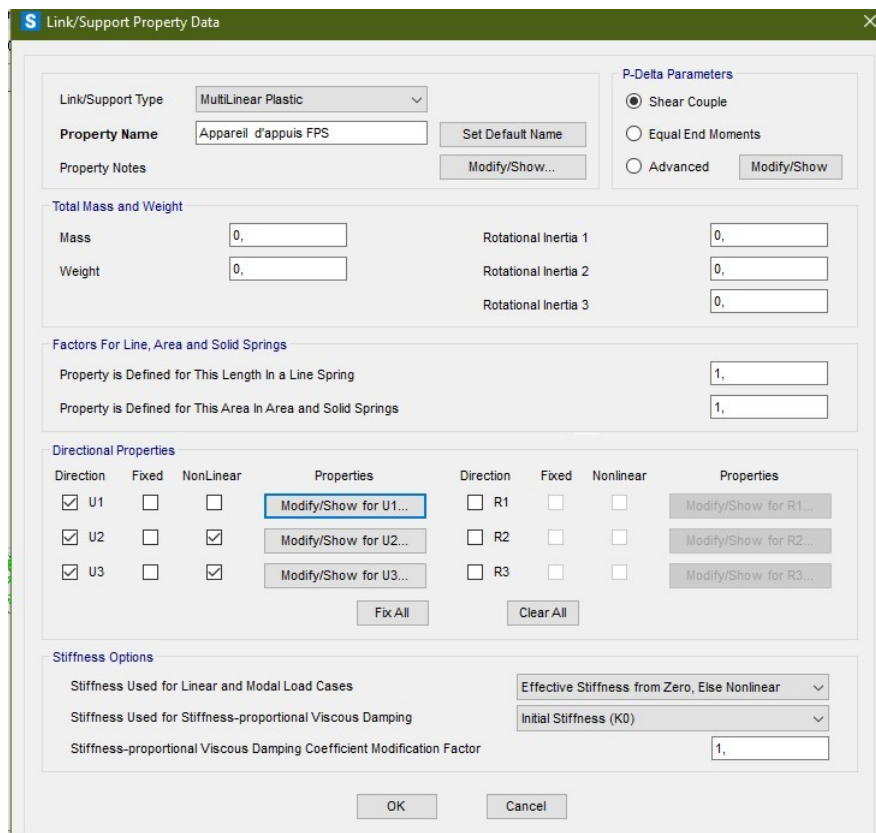 S Link/Support Property Data
P-Delta Parameters
Link/Support Type MultiLinear Plastic
Shear Couple
Property Name Appareil d'appuis FPS Set Default Name
Equal End Moments
Property Notes Modify/Show...
Advanced Modify/Show
Total Mass and Weight
Mass 0, Rotational Inertia 1 0,
Weight 0, Rotational Inertia 2 0,
Rotational Inertia 3 0,
Factors For Line, Area and Solid Springs
Property is Defined for This Length In a Line Spring 1,
Property is Defined for This Area In Area and Solid Springs 1,
Directional Properties
Direction Fixed NonLinear Properties Direction Fixed Nonlinear Properties
U1 Modify/Show for U1... R1 Modify/Show for R1...
U2 Modify/Show for U2... R2 Modify/Show for R2...
U3 Modify/Show for U3... R3 Modify/Show for R3...
Fix All Clear All
Stiffness Options
Stiffness Used for Linear and Modal Load Cases Effective Stiffness from Zero, Else Nonlinear
Stiffness Used for Stiffness-proportional Viscous Damping Initial Stiffness (K0)
Stiffness-proportional Viscous Damping Coefficient Modification Factor 1,
OK Cancel